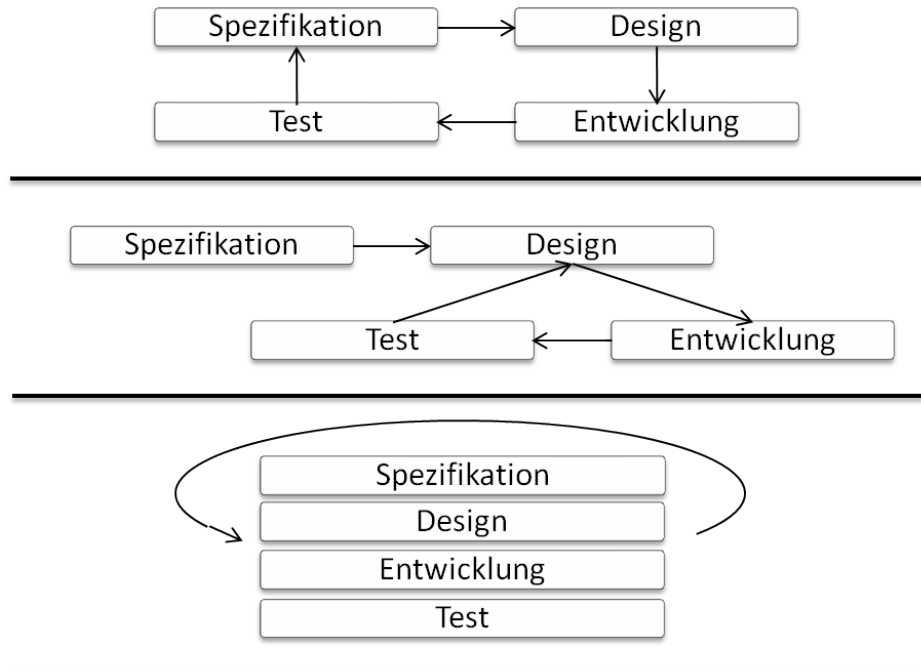 Spezifikation
Design
Test
Entwicklung
Spezifikation
Design
Test
Entwicklung
Spezifikation
Design
Entwicklung
Test